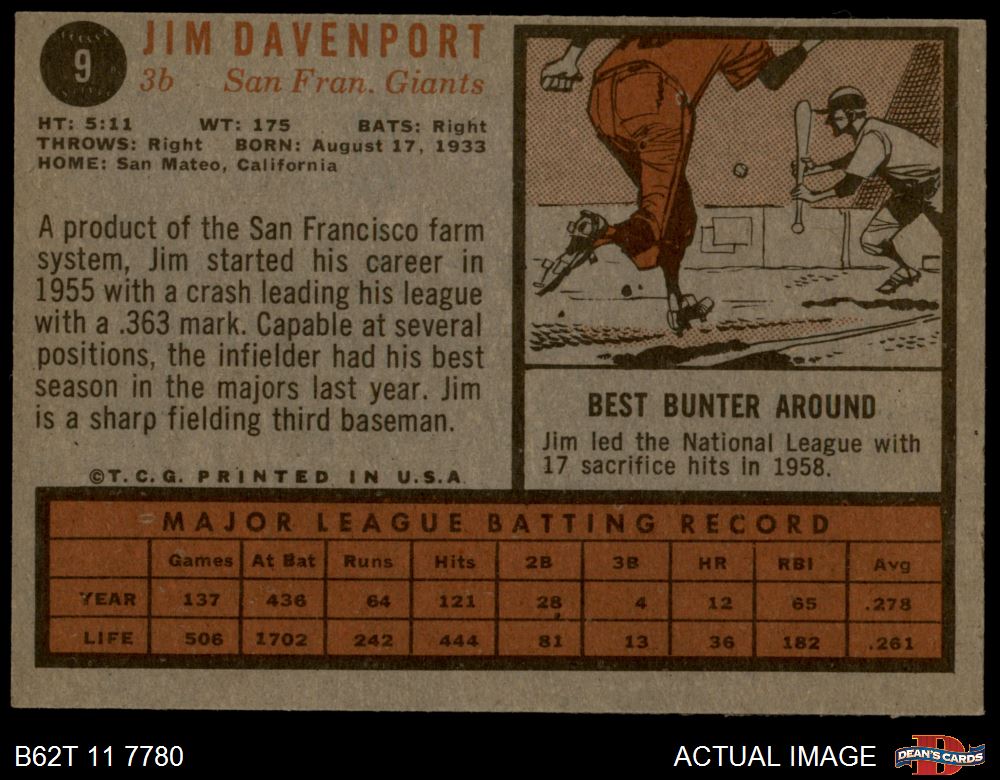 9
JIM DAVENPORT
3b San Fran. Giants
HT: 5:11 WT: 175 BATS: Right
THROWS: Right BORN: August 17, 1933
HOME: San Mateo, California
A product of the San Francisco farm
system, Jim started his career in
1955 with a crash leading his league
with a .363 mark. Capable at several
positions, the infielder had his best
season in the majors last year. Jim
is a sharp fielding third baseman.
©T.C.G. PRINTED IN U.S.A.
BEST BUNTER AROUND
Jim led the National League with
17 sacrifice hits in 1958.
MAJOR LEAGUE BATTING RECORD
Games At Bat Runs Hits 2B 3B HR RBI Avg
YEAR 137 436 64 121 28 4 12 65 .278
LIFE 506 1702 242 444 81 13 36 182 .261
B62T 11 7780
ACTUAL IMAGE
D
DEAN'S CARDS